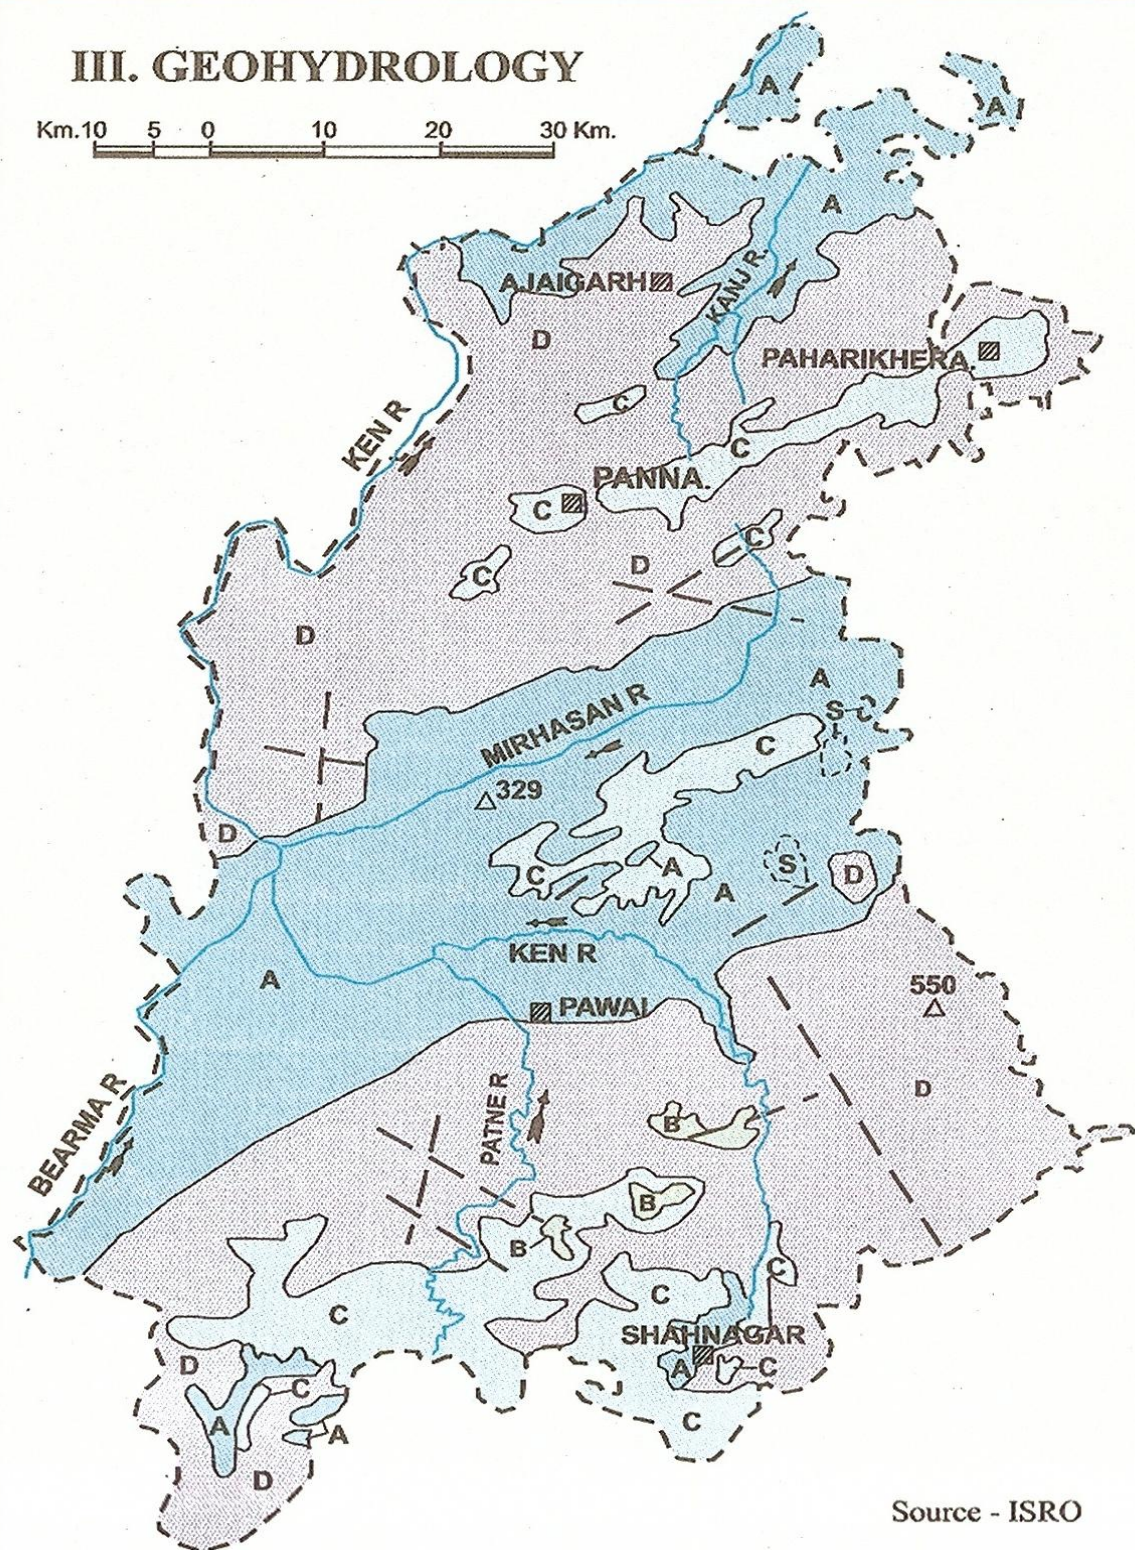 III. GEOHYDROLOGY
Km.10 5 0 10 20 30 Km.
A
A
A
AJAIGARH
KANJ R.
D
PAHARIKHERA.
C
KEN R
C
PANNA.
C
C
D
C
D
A
MIRHASAN R
S
C
329
D
C
A
A
S
D
KEN R
A
PAWAI
550
D
BEARMA R
PATNE R
B
B
B
C
C
C
SHAHNAGAR
D
A
C
C
A
A
C
D
Source - ISRO